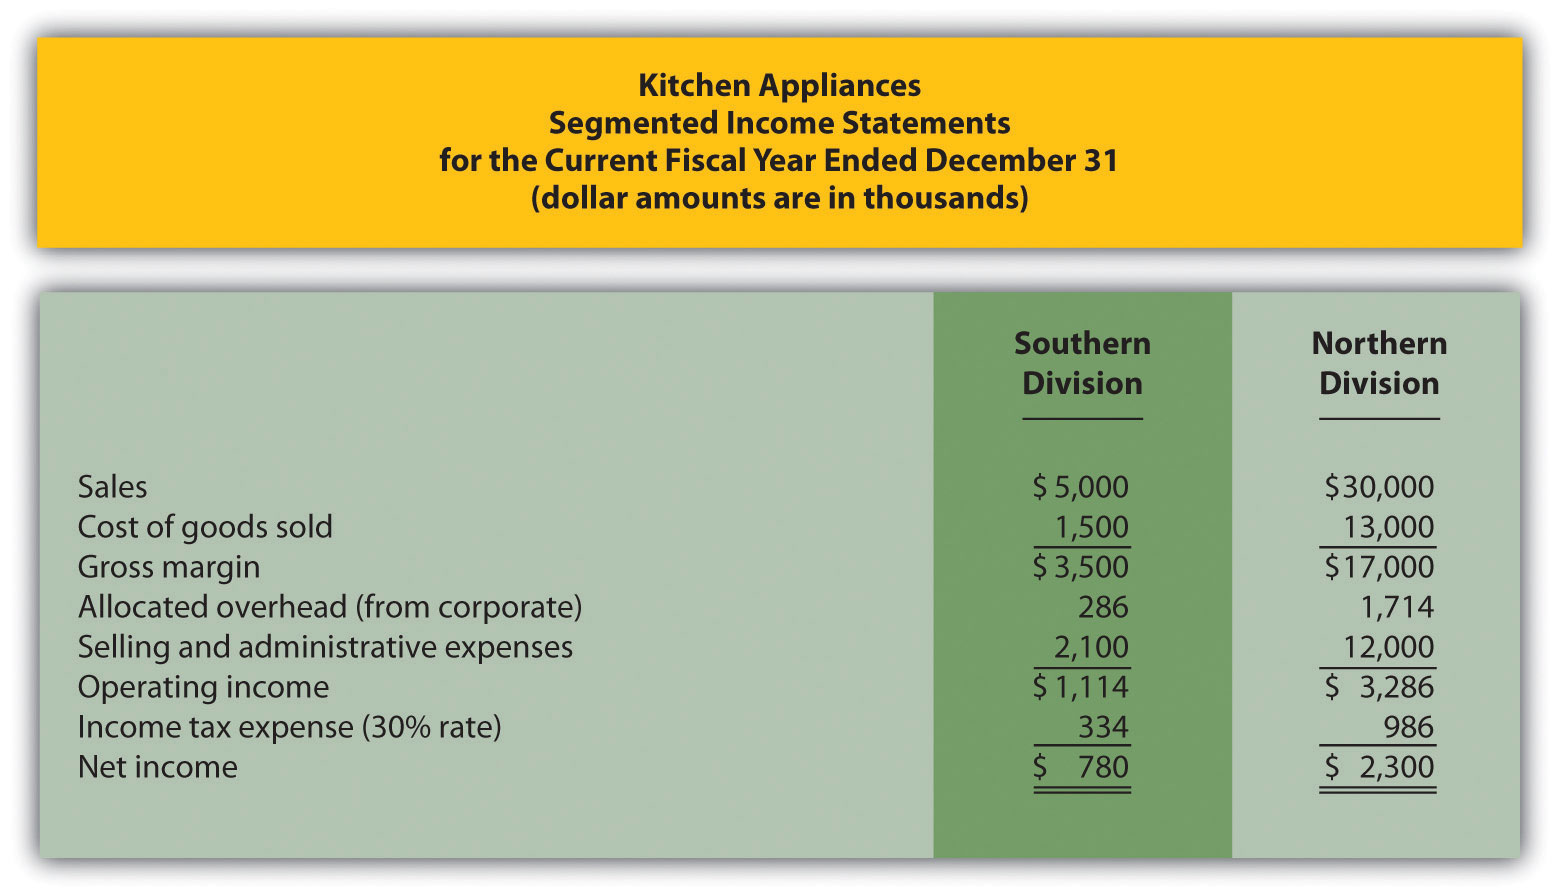 Kitchen Appliances
Segmented Income Statements
for the Current Fiscal Year Ended December 31
(dollar amounts are in thousands)
Southern Division Northern Division
Sales $ 5,000 $30,000
Cost of goods sold 1,500 13,000
Gross margin $ 3,500 $17,000
Allocated overhead (from corporate) 286 1,714
Selling and administrative expenses 2,100 12,000
Operating income $ 1,114 $ 3,286
Income tax expense (30% rate) 334 986
Net income $ 780 $ 2,300